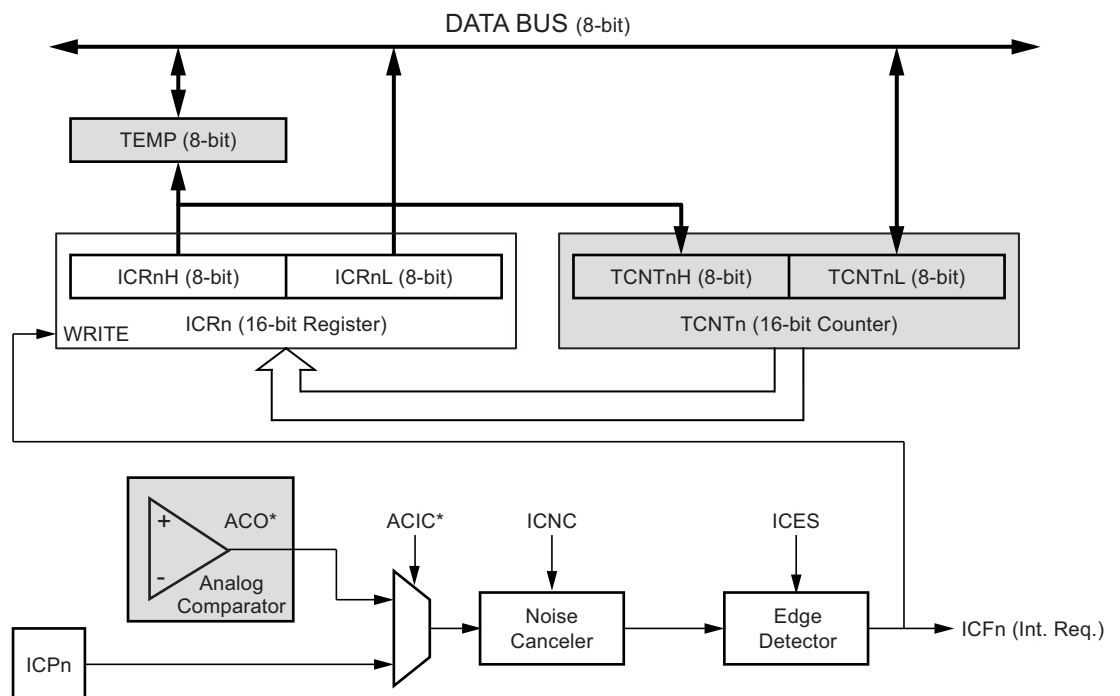 DATA BUS (8-bit)
TEMP (8-bit)
ICRnH (8-bit)
ICRnL (8-bit)
TCNTnH (8-bit)
TCNTnL (8-bit)
WRITE
ICRn (16-bit Register)
TCNTn (16-bit Counter)
+
-
ACO*
Analog
Comparator
ACIC*
ICNC
ICES
Noise
Canceler
Edge
Detector
ICFn (Int. Req.)
ICPn